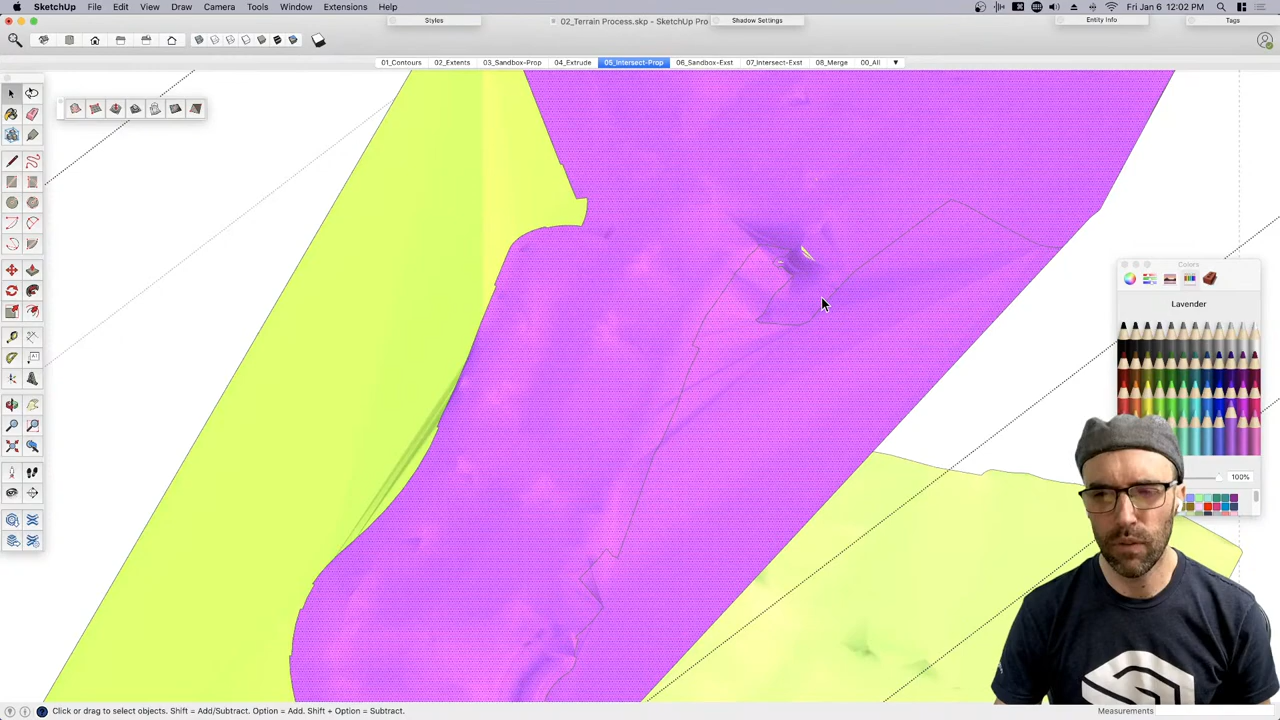 SketchUp File Edit View Draw Camera Tools Window Extensions Help Fri Jan 6 12:02 PM
Styles
02_Terrain Process.skp - SketchUp Pro
Shadow Settings
Entity Info
Tags
01_Contours 02_Extents 03_Sandbox-Prop 04_Extrude 05_Intersect-Prop 06_Sandbox-Exst 07_Intersect-Exst 08_Merge 00_All
Colors
Lavender
100%
Click or drag to select objects. Shift = Add/Subtract. Option = Add. Shift + Option = Subtract.
Measurements